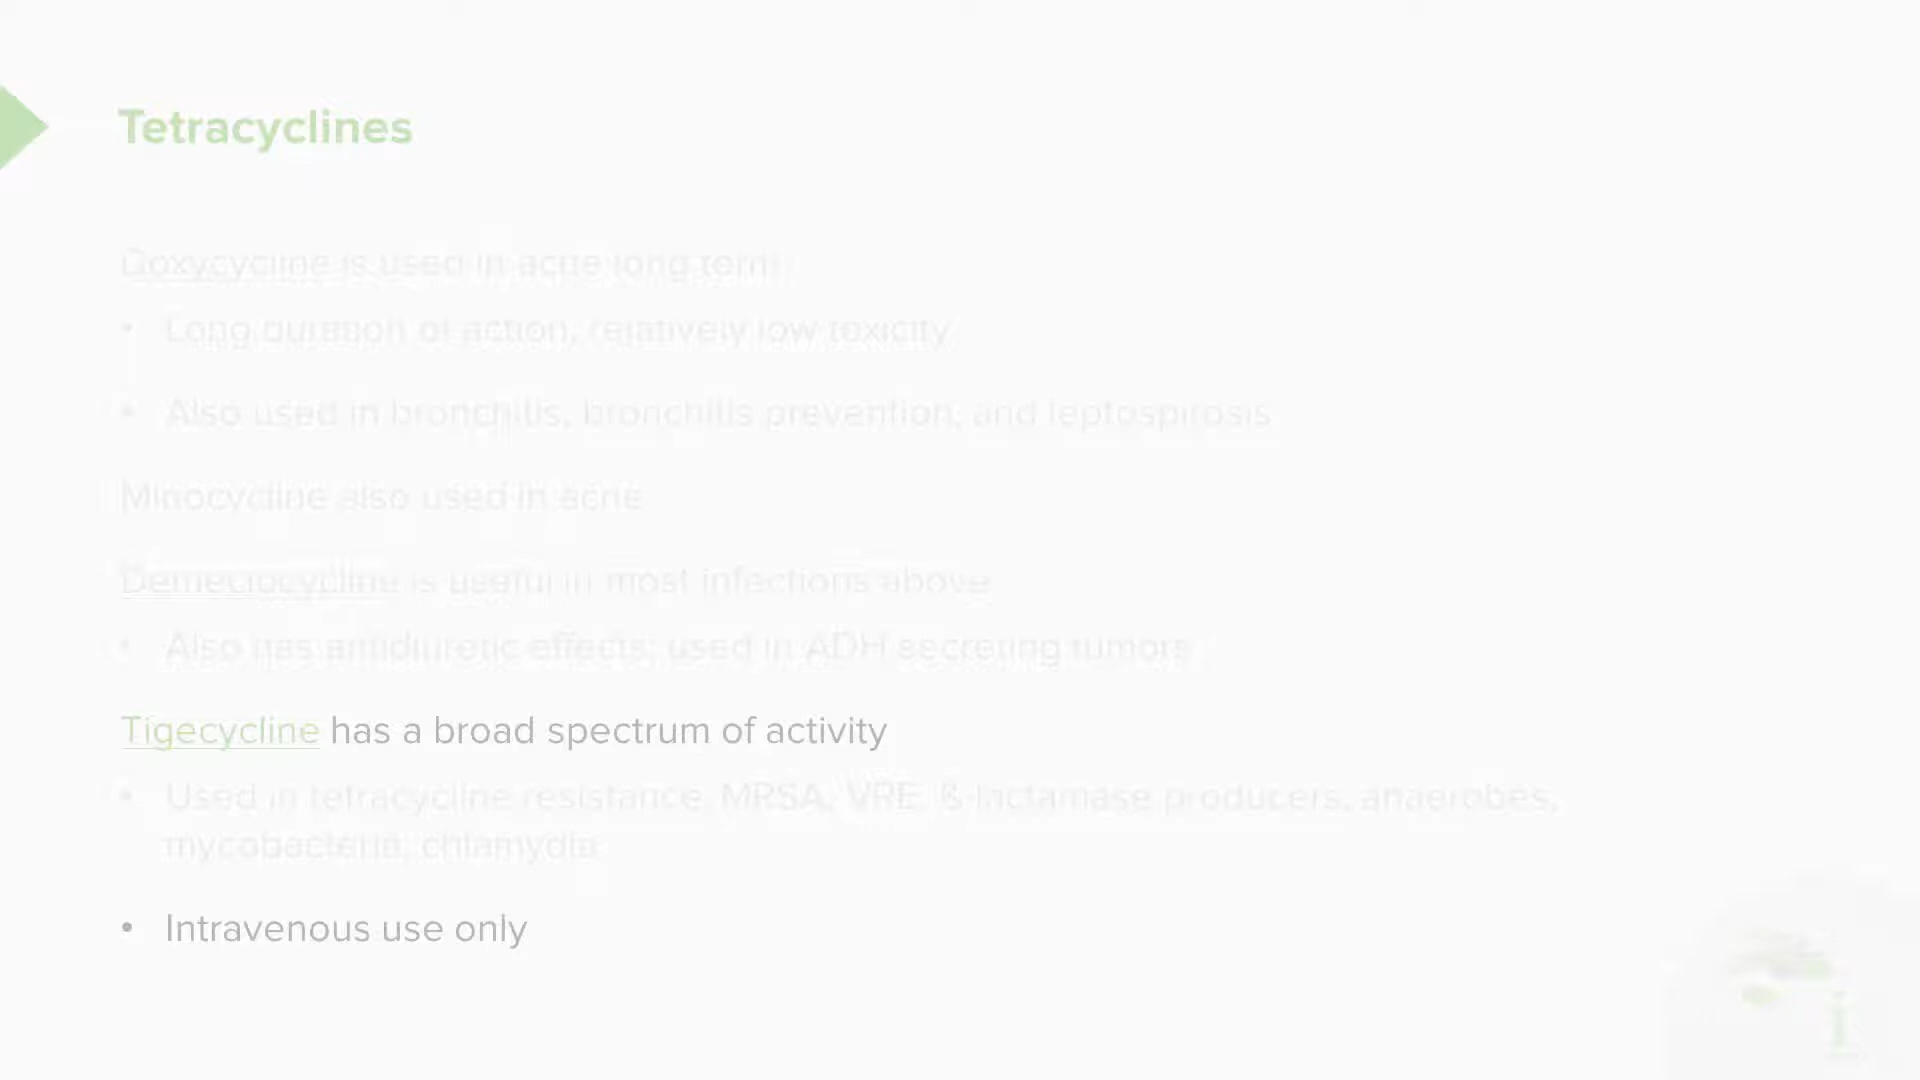 Tetracyclines
Doxycycline is used in acne long term
• Long duration of action, relatively low toxicity
• Also used in bronchitis, bronchitis prevention, and leptospirosis
Minocycline also used in acne
Demeclocycline is useful in most infections above
• Also has antidiuretic effects; used in ADH secreting tumors
Tigecycline has a broad spectrum of activity
• Used in tetracycline resistance, MRSA, VRE, ß-lactamase producers, anaerobes,
mycobacteria, chlamydia
• Intravenous use only